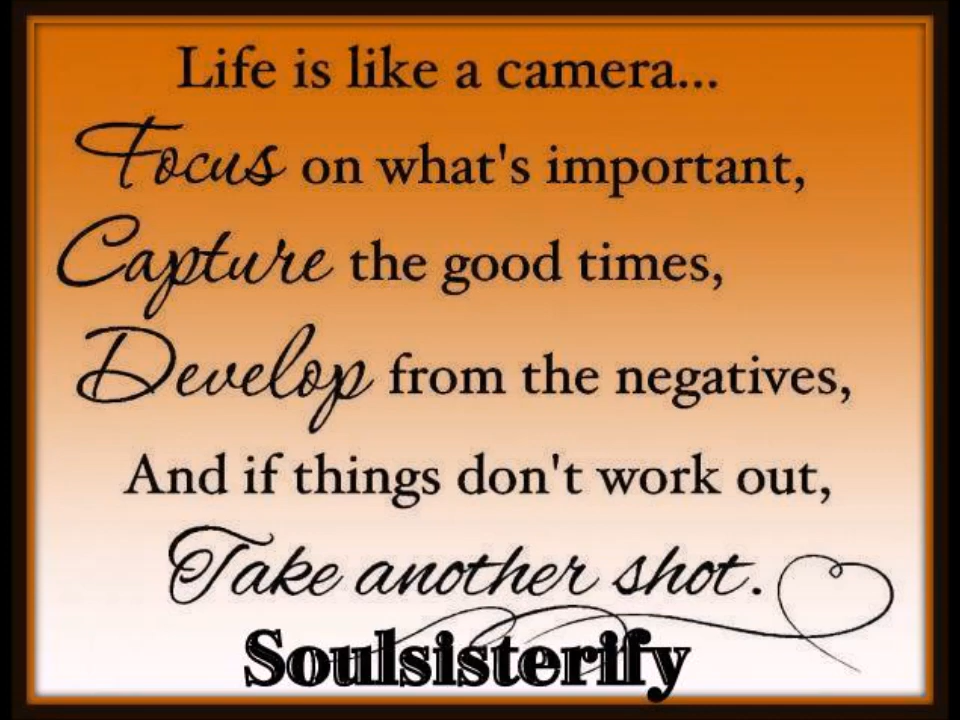 Life is like a camera...
Focus on what's important,
Capture the good times,
Develop from the negatives,
And if things don't work out,
Take another shot.
Soulsisterify